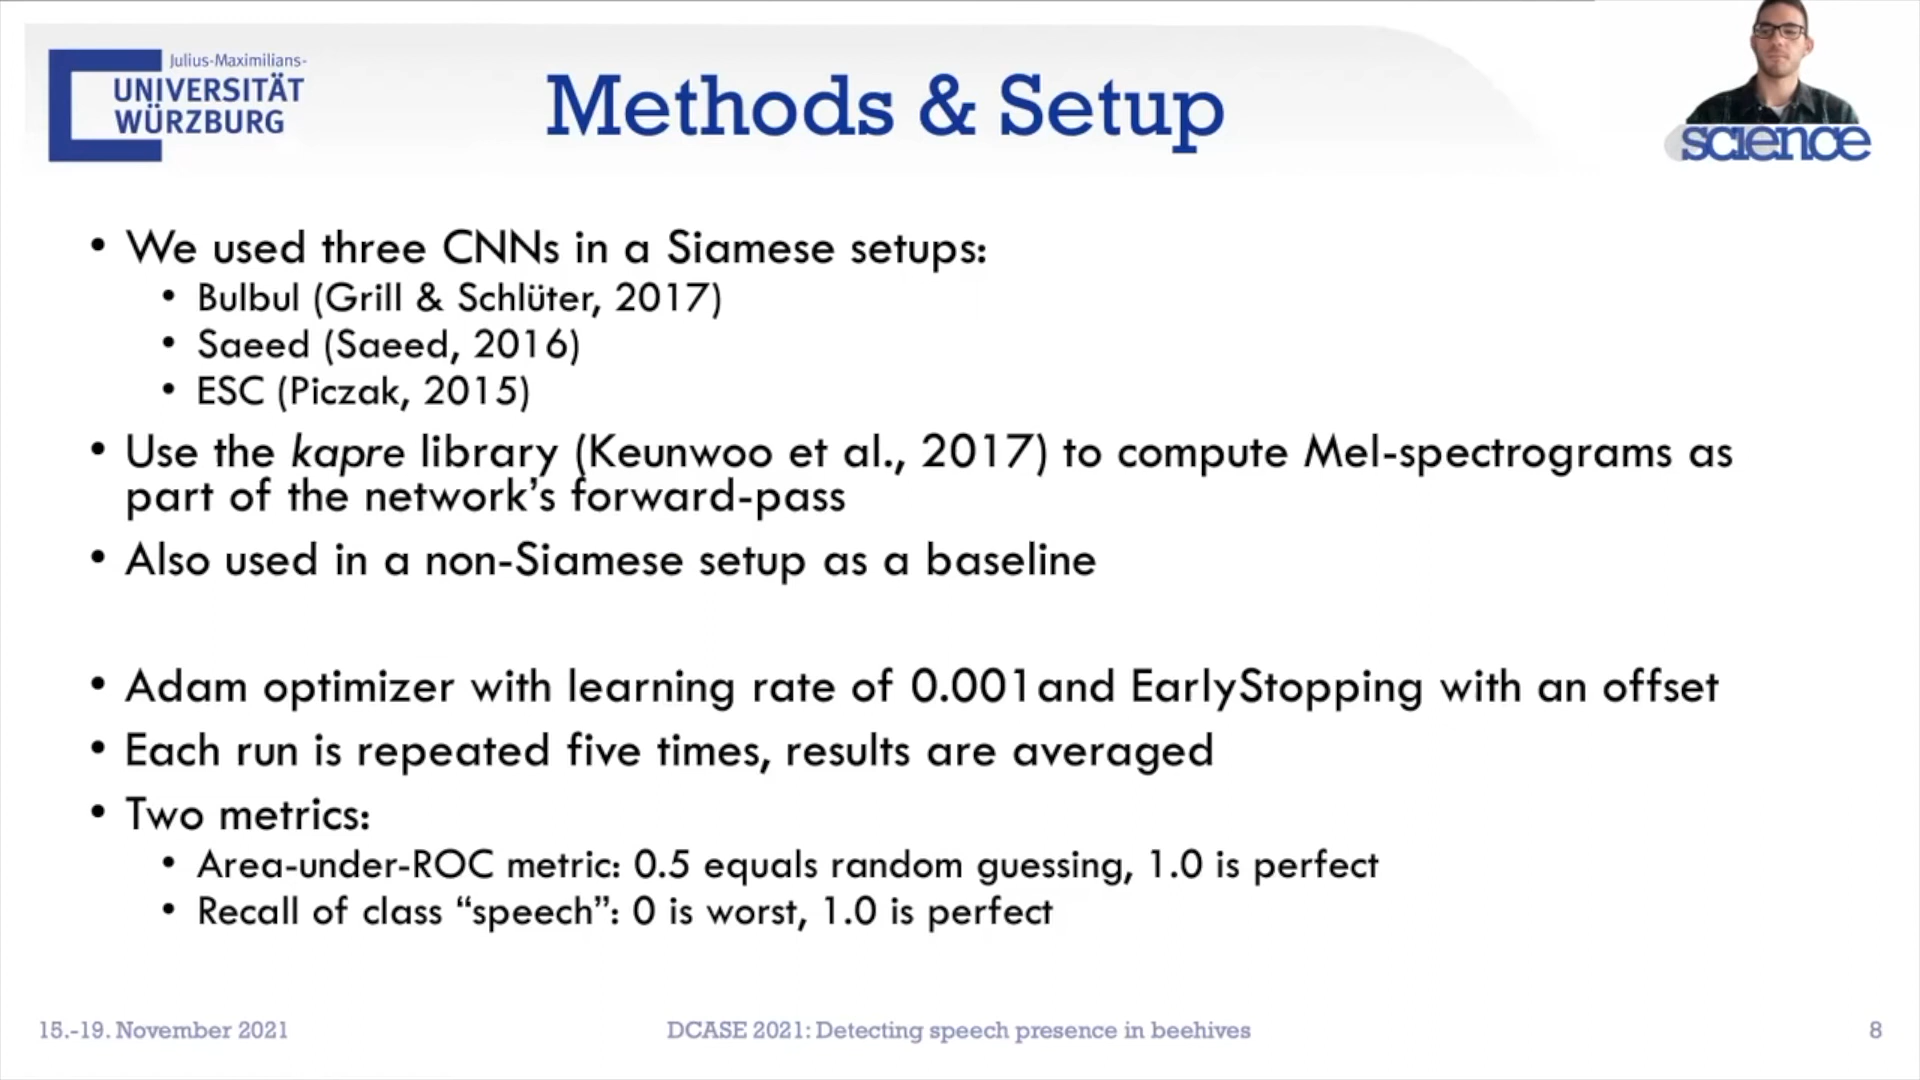 Julius-Maximilians-
UNIVERSITÄT
WÜRZBURG
Methods & Setup
science
• We used three CNNs in a Siamese setups:
• Bulbul (Grill & Schlüter, 2017)
• Saeed (Saeed, 2016)
• ESC (Piczak, 2015)
• Use the kapre library (Keunwoo et al., 2017) to compute Mel-spectrograms as
part of the network’s forward-pass
• Also used in a non-Siamese setup as a baseline
• Adam optimizer with learning rate of 0.001and EarlyStopping with an offset
• Each run is repeated five times, results are averaged
• Two metrics:
• Area-under-ROC metric: 0.5 equals random guessing, 1.0 is perfect
• Recall of class “speech”: 0 is worst, 1.0 is perfect
15.-19. November 2021
DCASE 2021: Detecting speech presence in beehives
8